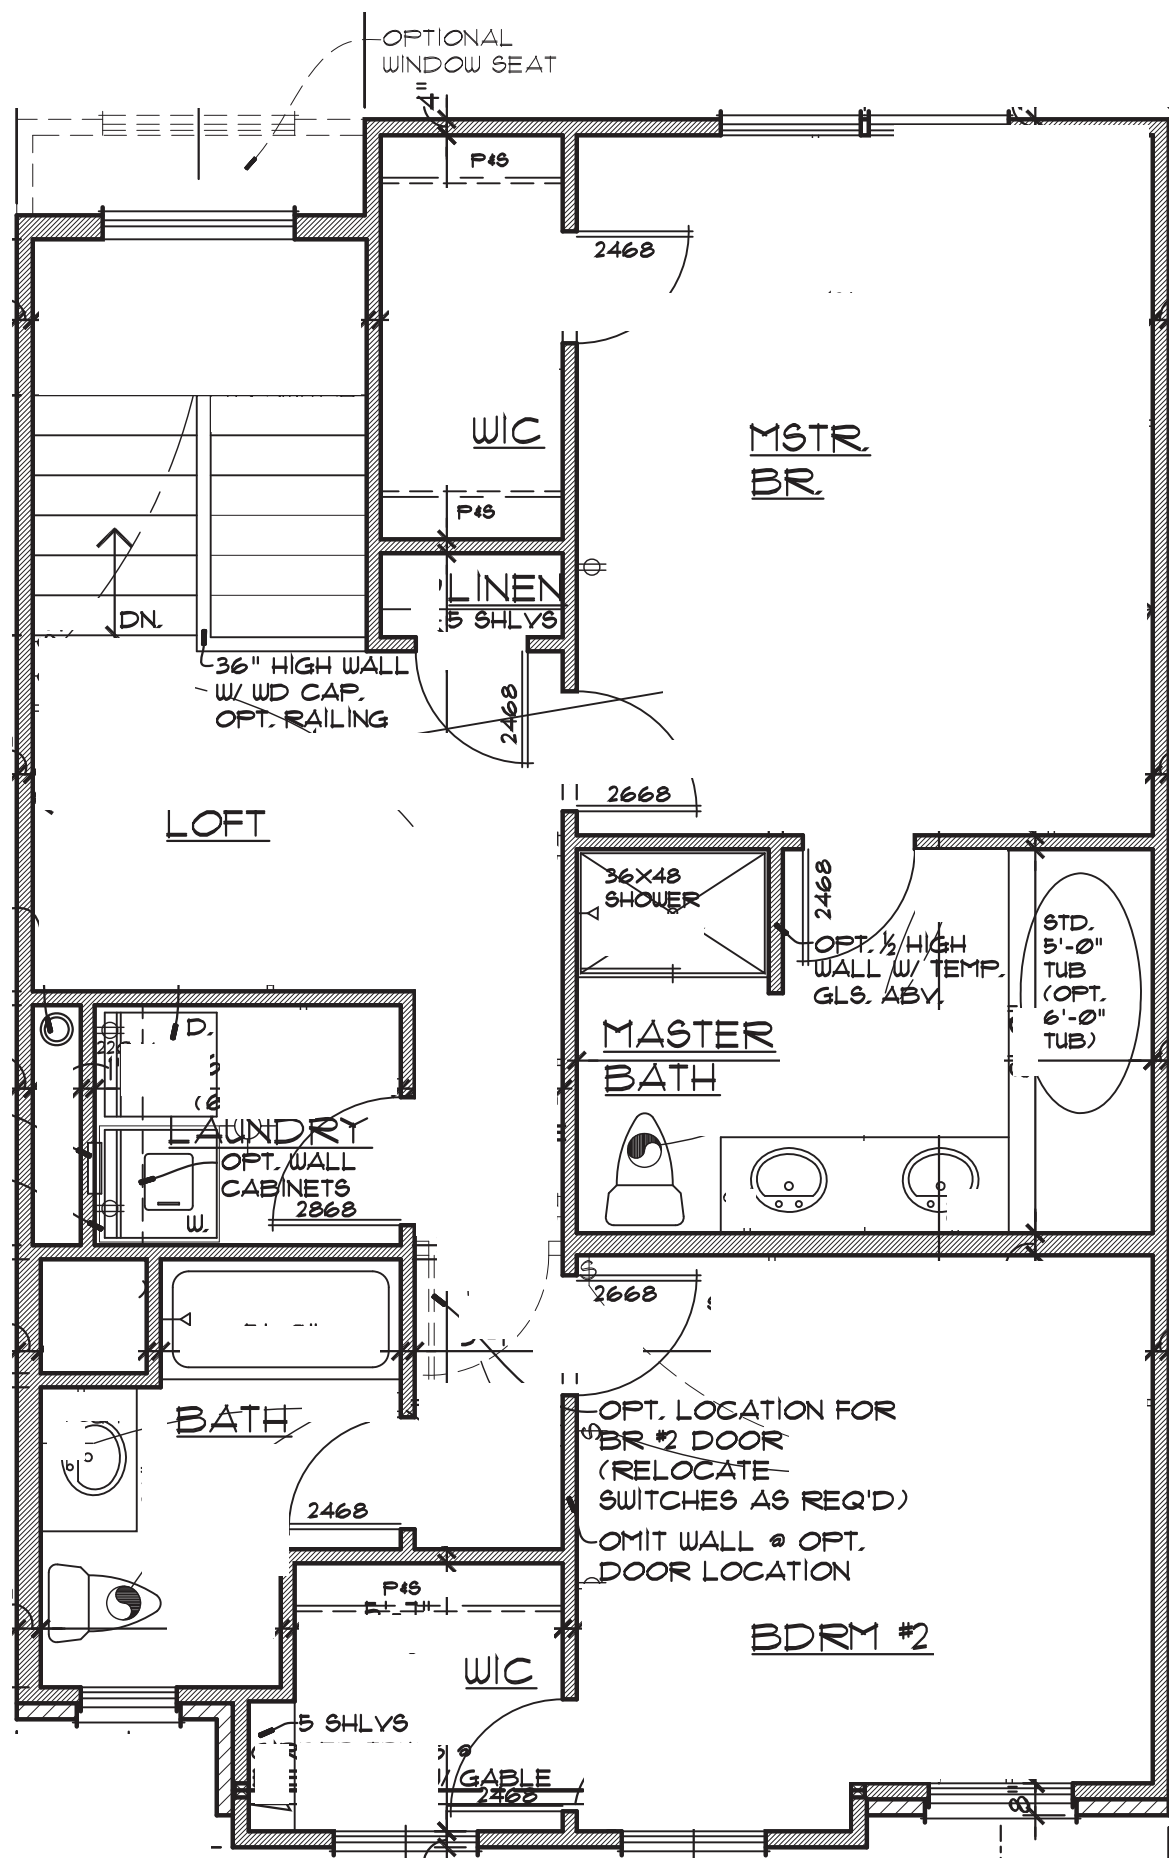 OPTIONAL
WINDOW SEAT
4"
P&S
2468
WIC
MSTR.
BR.
P&S
LINEN
5 SHLVS
DN.
36" HIGH WALL
W/ WD CAP.
OPT. RAILING
2468
2668
LOFT
36X48
SHOWER
2468
OPT. ½ HIGH
WALL W/ TEMP.
GLS. ABV.
STD.
5'-0"
TUB
(OPT.
6'-0"
TUB)
MASTER
BATH
D.
LAUNDRY
OPT. WALL
CABINETS
2868
W.
2668
BATH
2468
OPT. LOCATION FOR
BR #2 DOOR
(RELOCATE
SWITCHES AS REQ'D)
OMIT WALL @ OPT.
DOOR LOCATION
P&S
BDRM #2
WIC
5 SHLVS
@
GABLE
2468
8"